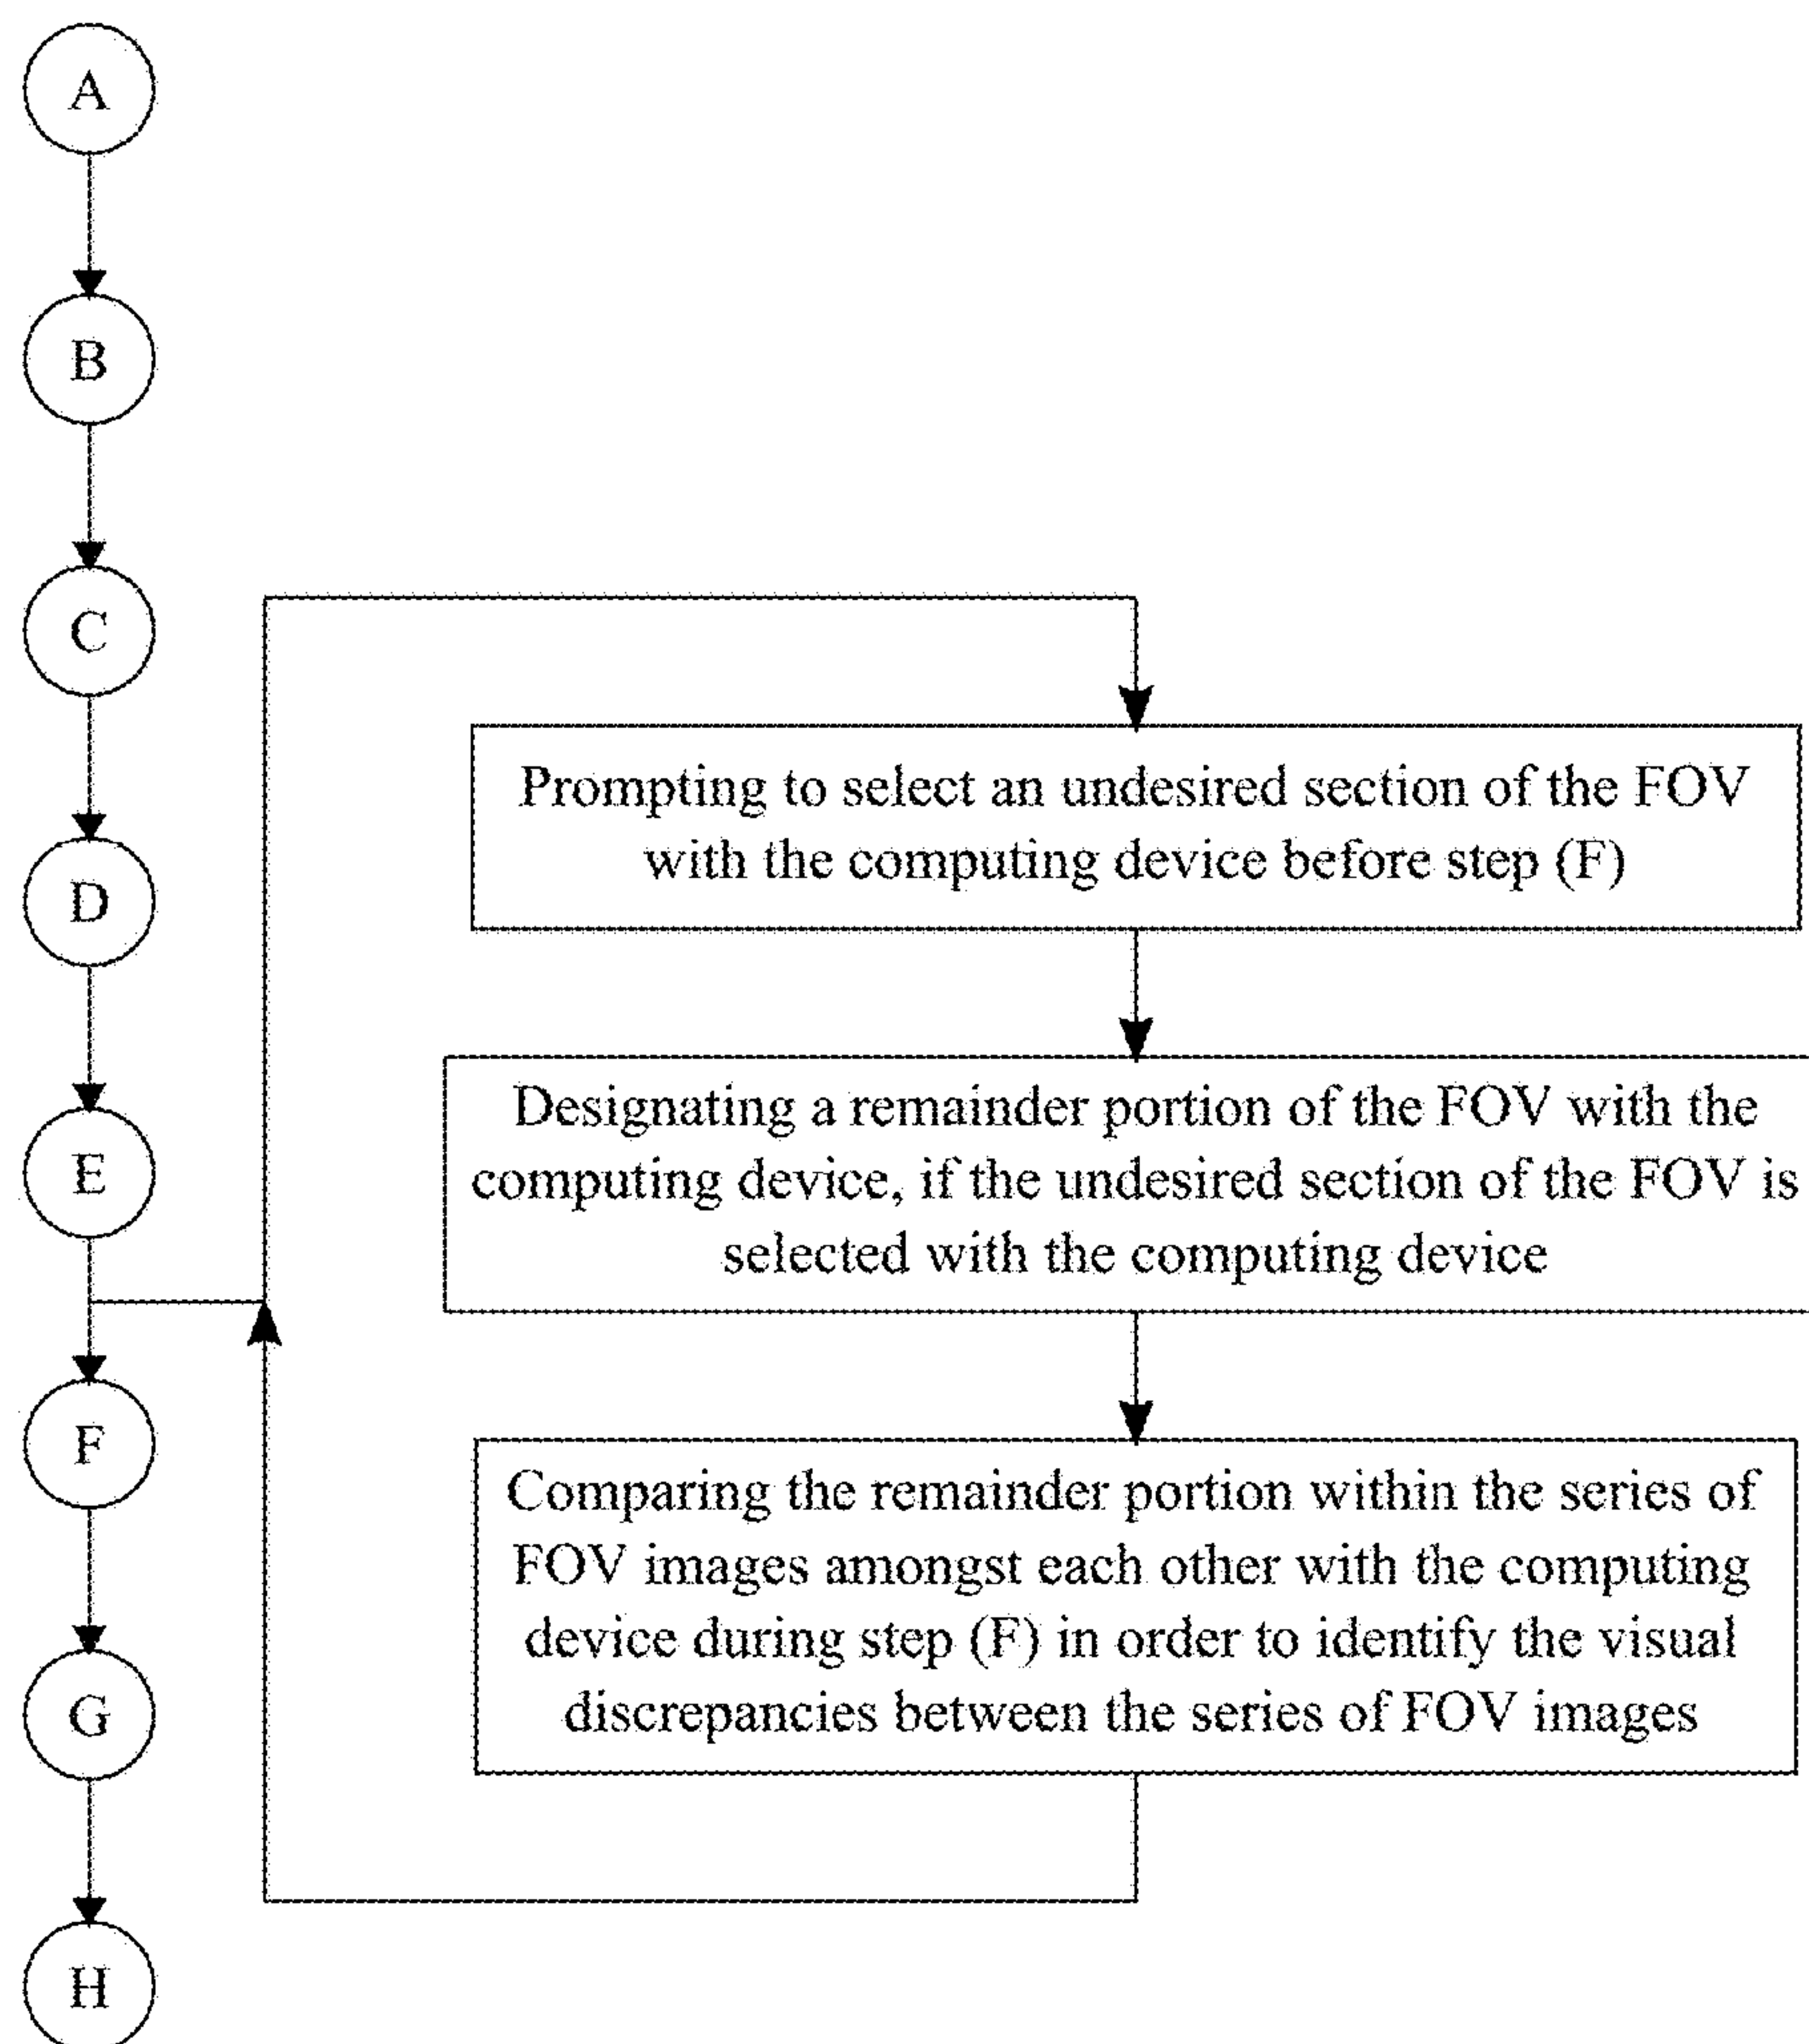 A
B
C
D
E
F
G
H
Prompting to select an undesired section of the FOV
with the computing device before step (F)
Designating a remainder portion of the FOV with the
computing device, if the undesired section of the FOV is
selected with the computing device
Comparing the remainder portion within the series of
FOV images amongst each other with the computing
device during step (F) in order to identify the visual
discrepancies between the series of FOV images